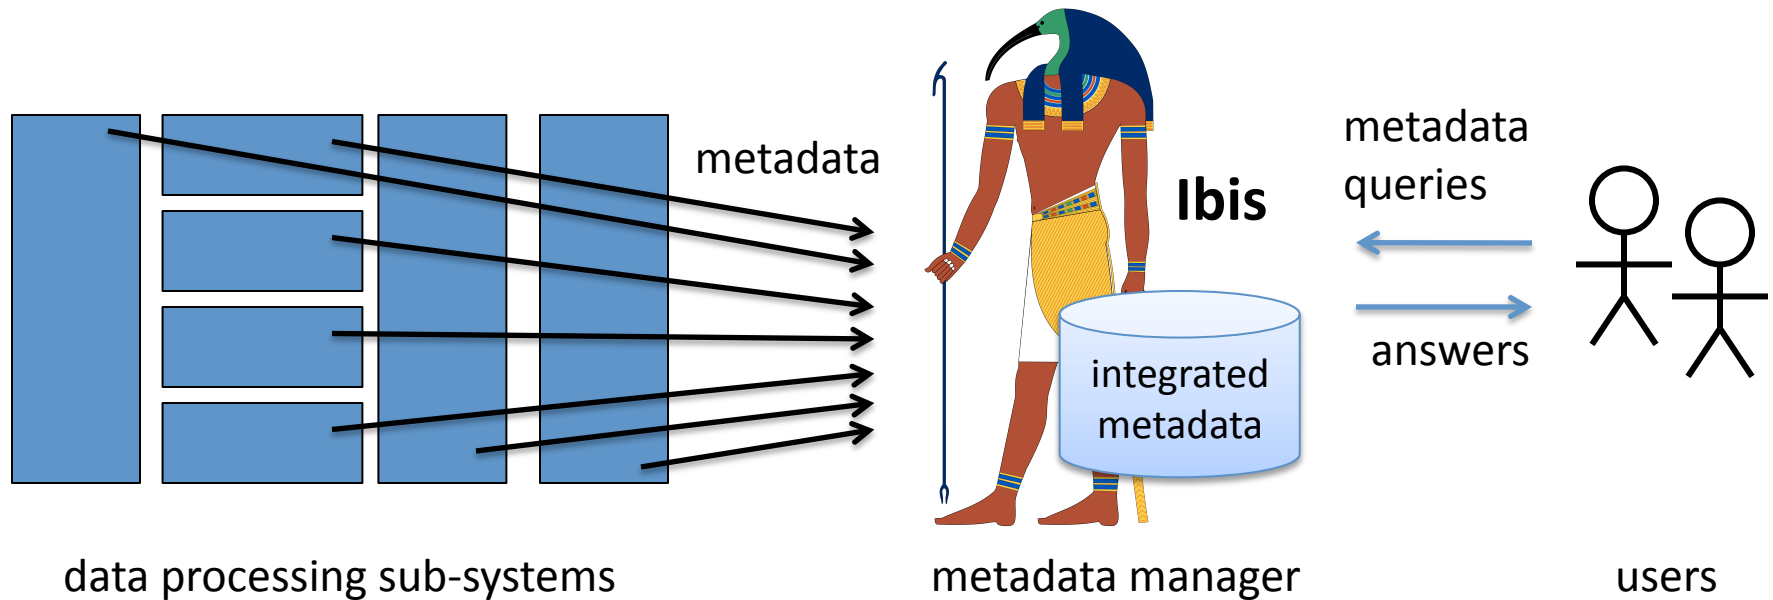 metadata
Ibis
integrated
metadata
metadata
queries
answers
data processing sub-systems
metadata manager
users